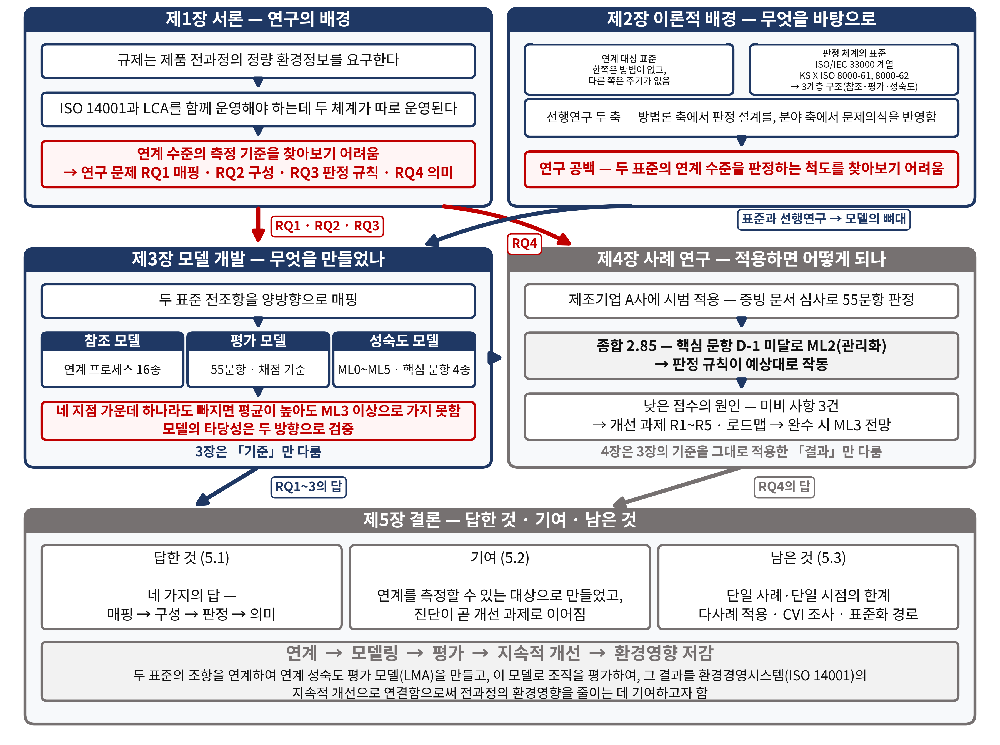 제1장 서론 — 연구의 배경
규제는 제품 전과정의 정량 환경정보를 요구한다
ISO 14001과 LCA를 함께 운영해야 하는데 두 체계가 따로 운영된다
연계 수준의 측정 기준을 찾아보기 어려움
→ 연구 문제 RQ1 매핑 · RQ2 구성 · RQ3 판정 규칙 · RQ4 의미
제2장 이론적 배경 — 무엇을 바탕으로
연계 대상 표준
한쪽은 방법이 없고,
다른 쪽은 주기가 없음
판정 체계의 표준
ISO/IEC 33000 계열
KS X ISO 8000-61, 8000-62
→ 3계층 구조(참조·평가·성숙도)
선행연구 두 축 — 방법론 축에서 판정 설계를, 분야 축에서 문제의식을 반영함
연구 공백 — 두 표준의 연계 수준을 판정하는 척도를 찾아보기 어려움
RQ1 · RQ2 · RQ3
RQ4
표준과 선행연구 → 모델의 뼈대
제3장 모델 개발 — 무엇을 만들었나
두 표준 전조항을 양방향으로 매핑
참조 모델
연계 프로세스 16종
평가 모델
55문항 · 채점 기준
성숙도 모델
ML0~ML5 · 핵심 문항 4종
네 지점 가운데 하나라도 빠지면 평균이 높아도 ML3 이상으로 가지 못함
모델의 타당성은 두 방향으로 검증
3장은 「기준」만 다룸
제4장 사례 연구 — 적용하면 어떻게 되나
제조기업 A사에 시범 적용 — 증빙 문서 심사로 55문항 판정
종합 2.85 — 핵심 문항 D-1 미달로 ML2(관리화)
→ 판정 규칙이 예상대로 작동
낮은 점수의 원인 — 미비 사항 3건
→ 개선 과제 R1~R5 · 로드맵 → 완수 시 ML3 전망
4장은 3장의 기준을 그대로 적용한 「결과」만 다룸
RQ1~3의 답
RQ4의 답
제5장 결론 — 답한 것 · 기여 · 남은 것
답한 것 (5.1)
네 가지의 답 —
매핑 → 구성 → 판정 → 의미
기여 (5.2)
연계를 측정할 수 있는 대상으로 만들었고,
진단이 곧 개선 과제로 이어짐
남은 것 (5.3)
단일 사례·단일 시점의 한계
다사례 적용 · CVI 조사 · 표준화 경로
연계 → 모델링 → 평가 → 지속적 개선 → 환경영향 저감
두 표준의 조항을 연계하여 연계 성숙도 평가 모델(LMA)을 만들고, 이 모델로 조직을 평가하여, 그 결과를 환경경영시스템(ISO 14001)의
지속적 개선으로 연결함으로써 전과정의 환경영향을 줄이는 데 기여하고자 함